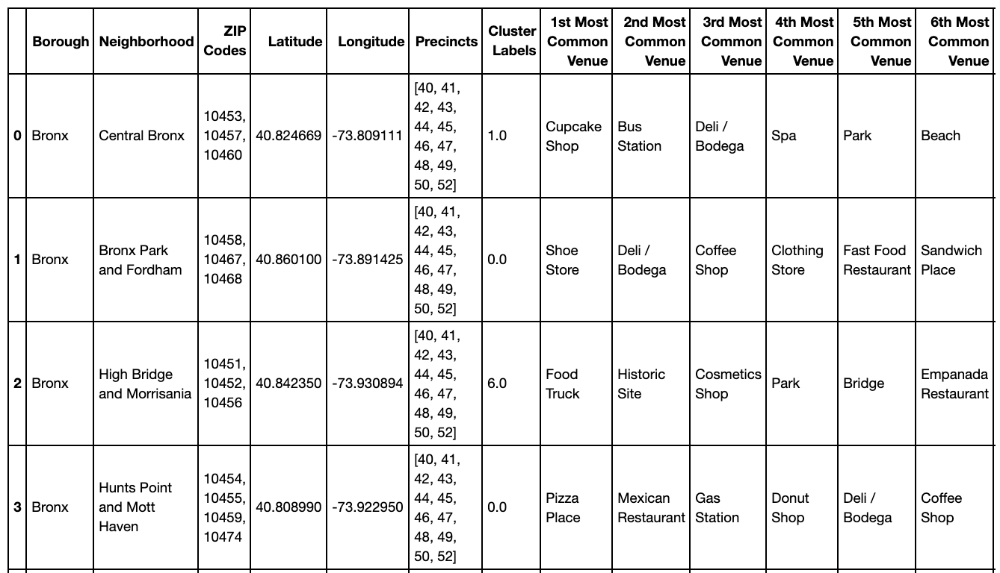 Borough Neighborhood ZIP Codes Latitude Longitude Precincts Cluster Labels 1st Most Common Venue 2nd Most Common Venue 3rd Most Common Venue 4th Most Common Venue 5th Most Common Venue 6th Most Common Venue
0 Bronx Central Bronx 10453, 10457, 10460 40.824669 -73.809111 [40, 41, 42, 43, 44, 45, 46, 47, 48, 49, 50, 52] 1.0 Cupcake Shop Bus Station Deli / Bodega Spa Park Beach
1 Bronx Bronx Park and Fordham 10458, 10467, 10468 40.860100 -73.891425 [40, 41, 42, 43, 44, 45, 46, 47, 48, 49, 50, 52] 0.0 Shoe Store Deli / Bodega Coffee Shop Clothing Store Fast Food Restaurant Sandwich Place
2 Bronx High Bridge and Morrisania 10451, 10452, 10456 40.842350 -73.930894 [40, 41, 42, 43, 44, 45, 46, 47, 48, 49, 50, 52] 6.0 Food Truck Historic Site Cosmetics Shop Park Bridge Empanada Restaurant
3 Bronx Hunts Point and Mott Haven 10454, 10455, 10459, 10474 40.808990 -73.922950 [40, 41, 42, 43, 44, 45, 46, 47, 48, 49, 50, 52] 0.0 Pizza Place Mexican Restaurant Gas Station Donut Shop Deli / Bodega Coffee Shop